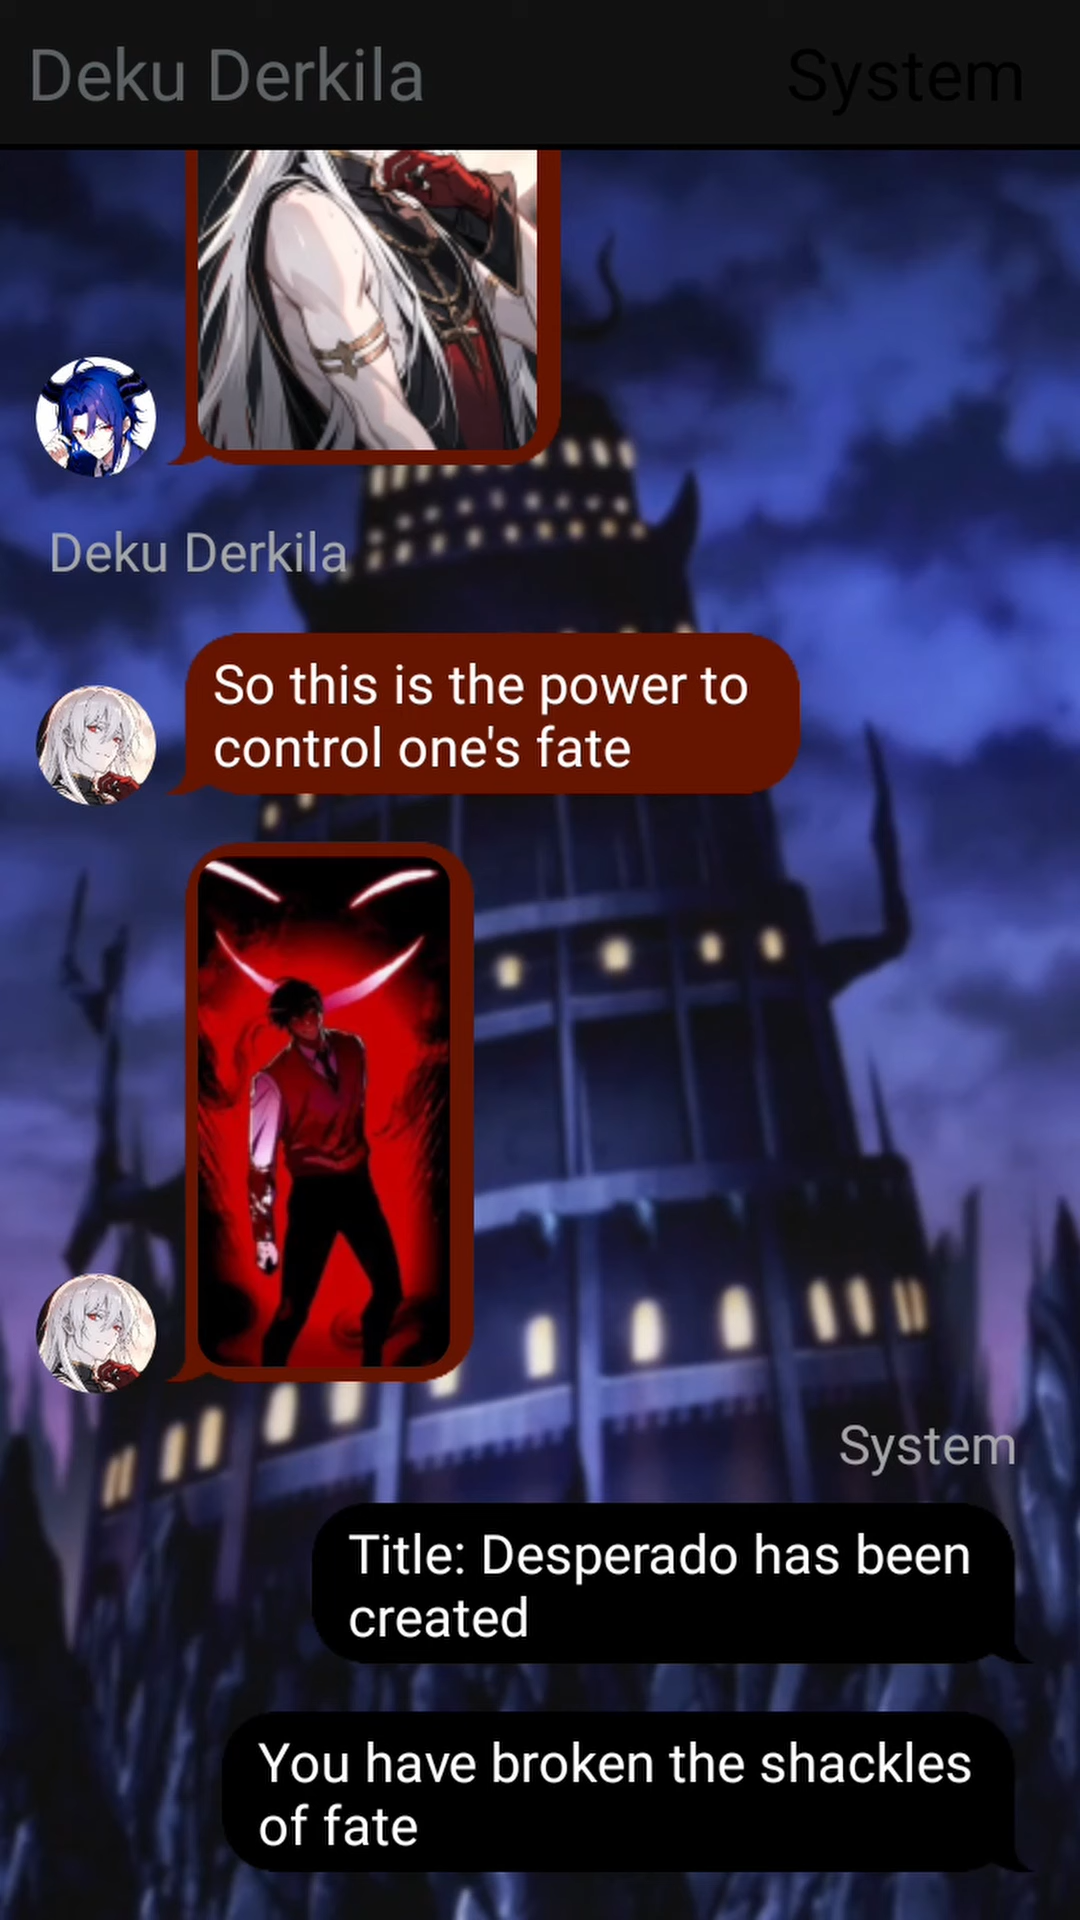 Deku Derkila
System
Deku Derkila
So this is the power to
control one's fate
System
Title: Desperado has been
created
You have broken the shackles
of fate